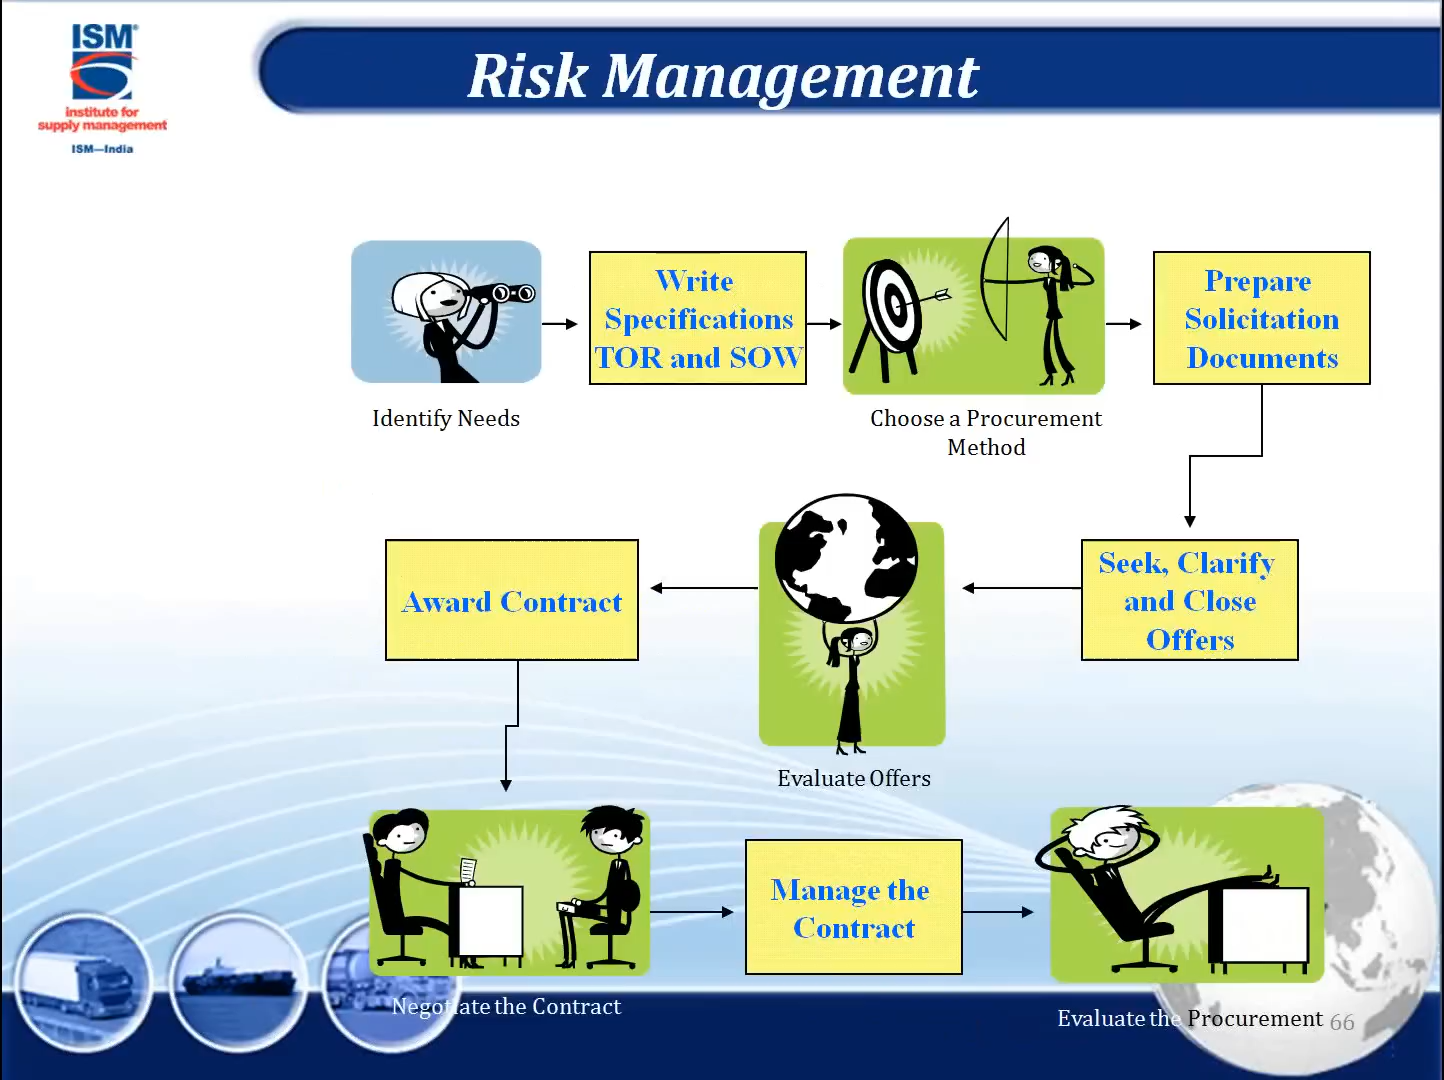 ISM
institute for
supply management
ISM—India
Risk Management
Write
Specifications
TOR and SOW
Prepare
Solicitation
Documents
Identify Needs
Choose a Procurement
Method
Seek, Clarify
and Close
Offers
Award Contract
Evaluate Offers
Manage the
Contract
Negotiate the Contract
Evaluate the Procurement 66